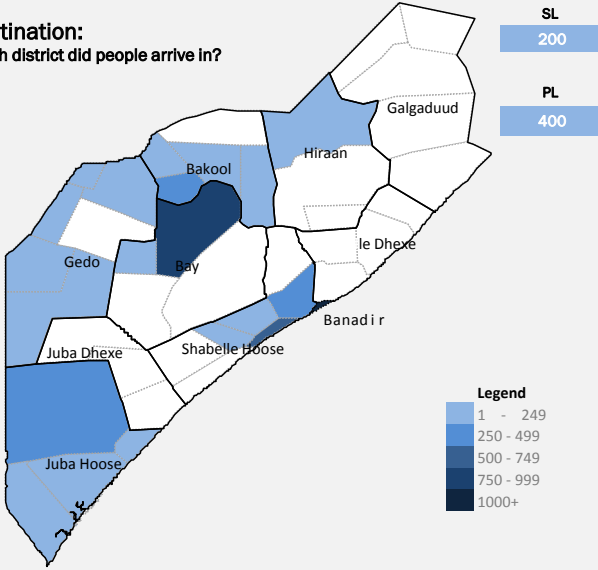 tination:
h district did people arrive in?
SL
200
PL
400
Galgaduud
Hiraan
Bakool
le Dhexe
Gedo
Bay
Banadir
Juba Dhexe
Shabelle Hoose
Juba Hoose
Legend
1 - 249
250 - 499
500 - 749
750 - 999
1000+